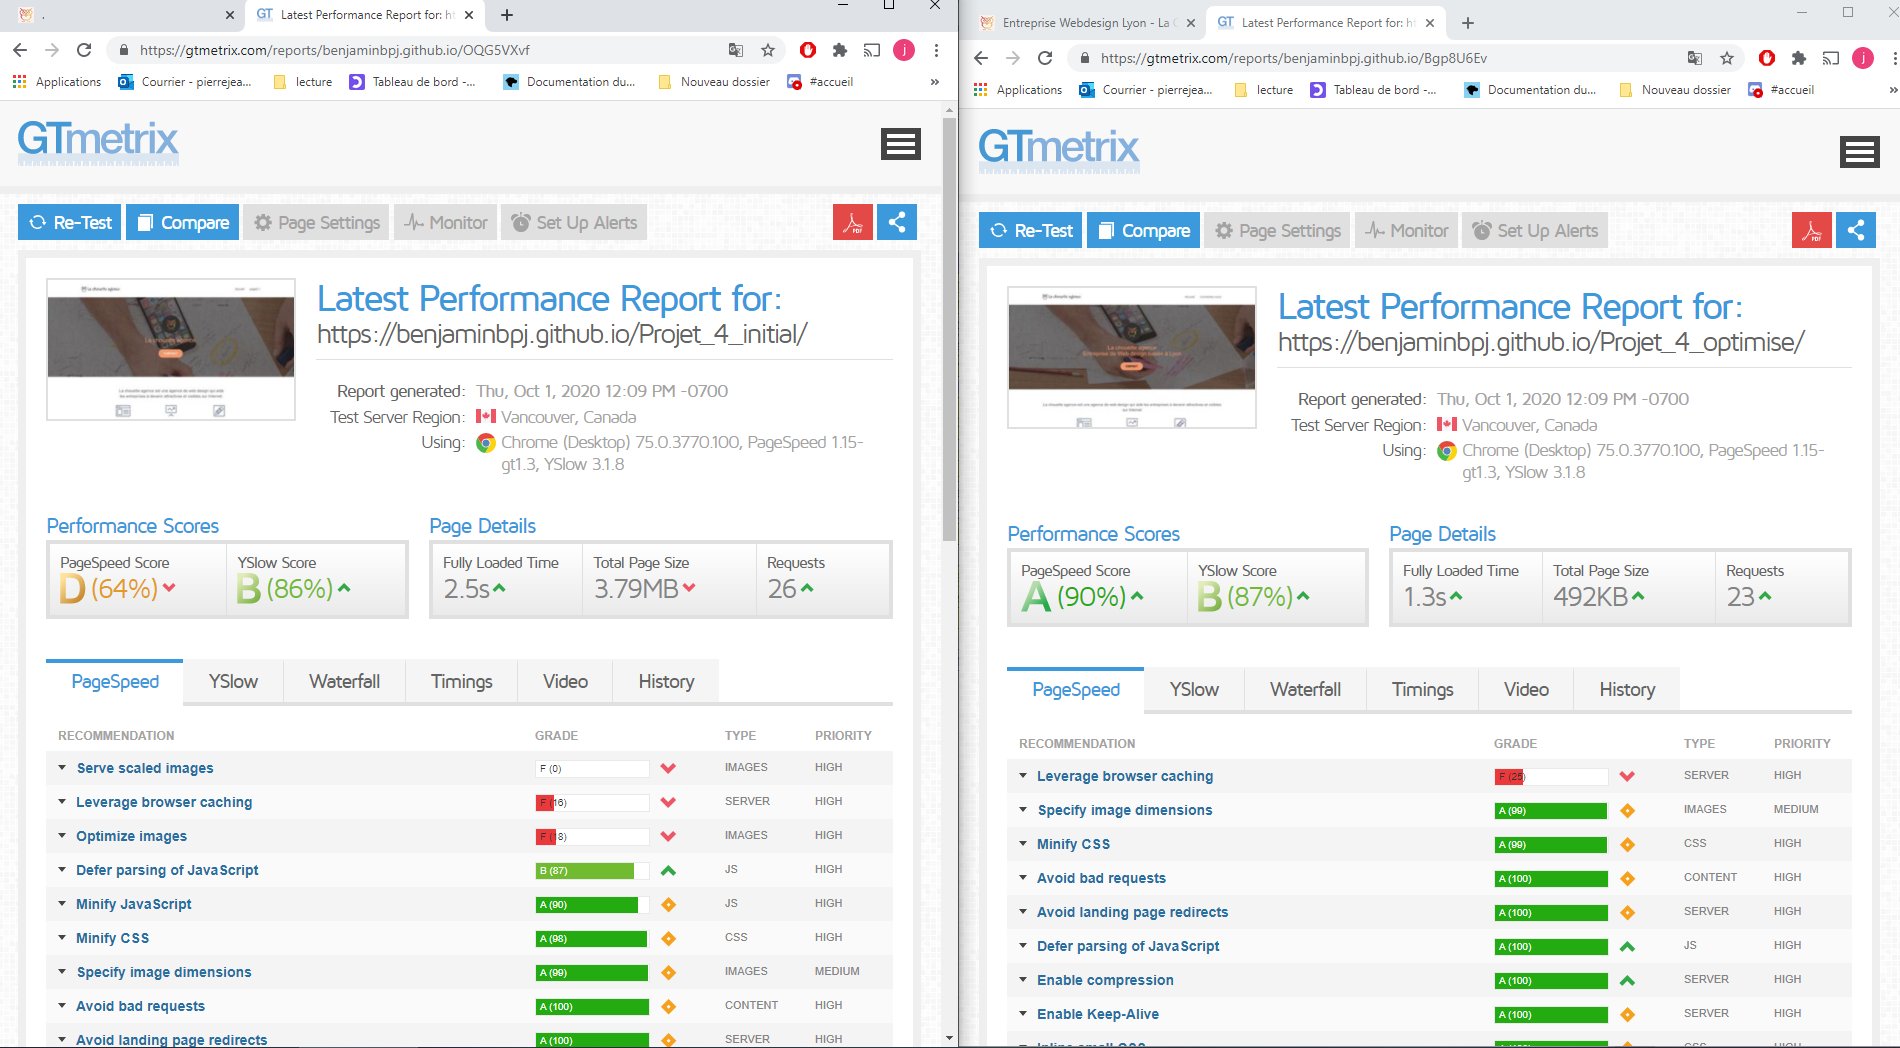 .
Latest Performance Report for: ht
https://gtmetrix.com/reports/benjaminbpj.github.io/OQG5VXvf
j
Applications
Courrier - pierrejea...
lecture
Tableau de bord -...
Documentation du...
Nouveau dossier
#accueil
»
GTmetrix
Re-Test
Compare
Page Settings
Monitor
Set Up Alerts
PDF
La chouette agence
Latest Performance Report for:
https://benjaminbpj.github.io/Projet_4_initial/
Report generated: Thu, Oct 1, 2020 12:09 PM -0700
Test Server Region: Vancouver, Canada
Using: Chrome (Desktop) 75.0.3770.100, PageSpeed 1.15-
gt1.3, YSlow 3.1.8
Performance Scores
PageSpeed Score
D (64%)
YSlow Score
B (86%)
Page Details
Fully Loaded Time
2.5s
Total Page Size
3.79MB
Requests
26
PageSpeed
YSlow
Waterfall
Timings
Video
History
RECOMMENDATION GRADE TYPE PRIORITY
Serve scaled images F (0) IMAGES HIGH
Leverage browser caching F (16) SERVER HIGH
Optimize images F (18) IMAGES HIGH
Defer parsing of JavaScript B (87) JS HIGH
Minify JavaScript A (90) JS HIGH
Minify CSS A (98) CSS HIGH
Specify image dimensions A (99) IMAGES MEDIUM
Avoid bad requests A (100) CONTENT HIGH
Avoid landing page redirects A (100) SERVER HIGH
Entreprise Webdesign Lyon - La C
Latest Performance Report for: ht
https://gtmetrix.com/reports/benjaminbpj.github.io/Bgp8U6Ev
j
Applications
Courrier - pierrejea...
lecture
Tableau de bord -...
Documentation du...
Nouveau dossier
#accueil
»
GTmetrix
Re-Test
Compare
Page Settings
Monitor
Set Up Alerts
PDF
La chouette agence
Entreprise de Web design basée à Lyon
Latest Performance Report for:
https://benjaminbpj.github.io/Projet_4_optimise/
Report generated: Thu, Oct 1, 2020 12:09 PM -0700
Test Server Region: Vancouver, Canada
Using: Chrome (Desktop) 75.0.3770.100, PageSpeed 1.15-
gt1.3, YSlow 3.1.8
Performance Scores
PageSpeed Score
A (90%)
YSlow Score
B (87%)
Page Details
Fully Loaded Time
1.3s
Total Page Size
492KB
Requests
23
PageSpeed
YSlow
Waterfall
Timings
Video
History
RECOMMENDATION GRADE TYPE PRIORITY
Leverage browser caching F (25) SERVER HIGH
Specify image dimensions A (99) IMAGES MEDIUM
Minify CSS A (99) CSS HIGH
Avoid bad requests A (100) CONTENT HIGH
Avoid landing page redirects A (100) SERVER HIGH
Defer parsing of JavaScript A (100) JS HIGH
Enable compression A (100) SERVER HIGH
Enable Keep-Alive A (100) SERVER HIGH